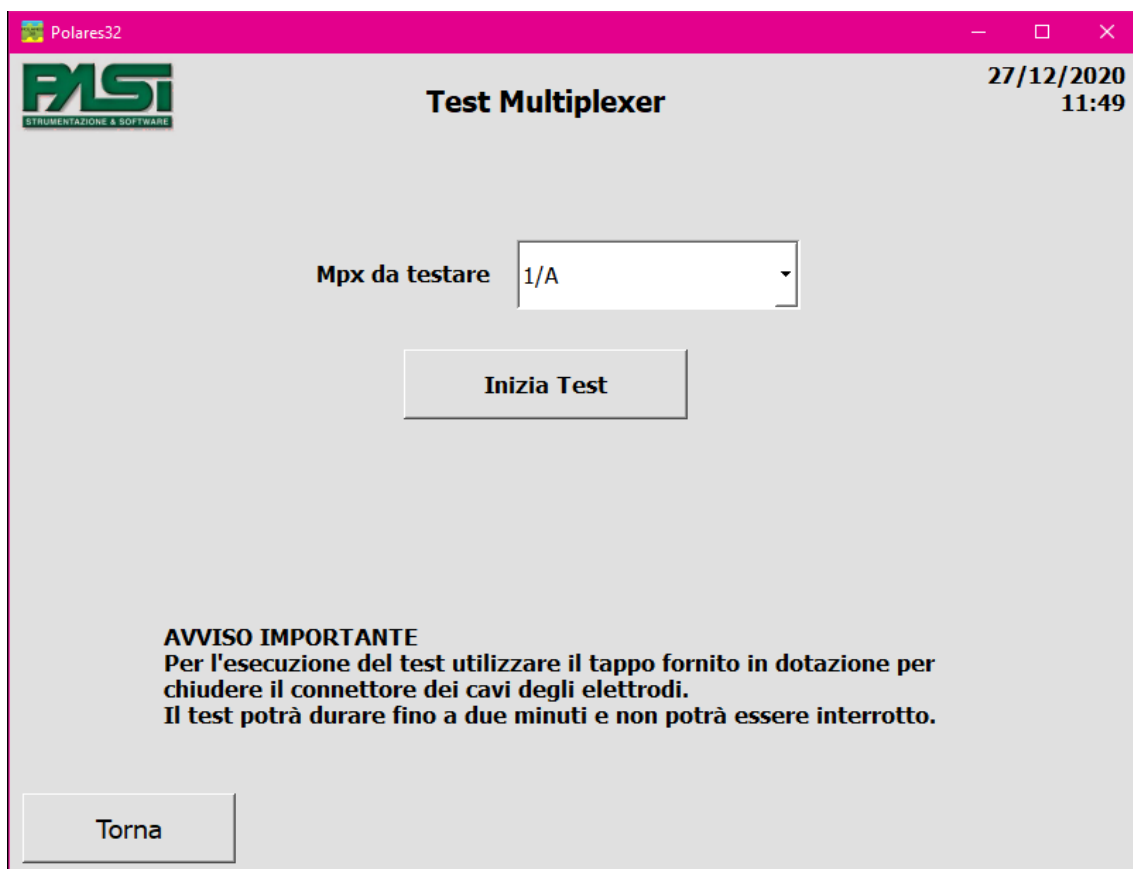 Polares32
PASI
STRUMENTAZIONE & SOFTWARE
Test Multiplexer
27/12/2020
11:49
Mpx da testare
1/A
Inizia Test
AVVISO IMPORTANTE
Per l'esecuzione del test utilizzare il tappo fornito in dotazione per
chiudere il connettore dei cavi degli elettrodi.
Il test potrà durare fino a due minuti e non potrà essere interrotto.
Torna